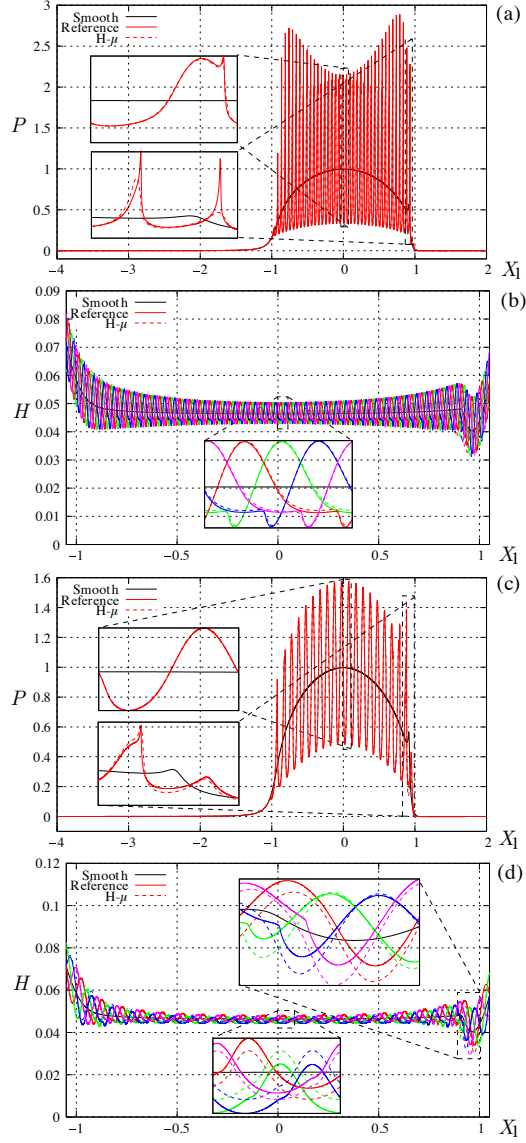 (a)
3
2.5
2
1.5
1
0.5
0
P
Smooth
Reference
H-μ
−4 −3 −2 −1 0 1 2
X₁
(b)
0.09
0.08
0.07
0.06
0.05
0.04
0.03
0.02
0.01
0
H
Smooth
Reference
H-μ
−1 −0.5 0 0.5 1
X₁
(c)
1.6
1.4
1.2
1
0.8
0.6
0.4
0.2
0
P
Smooth
Reference
H-μ
−4 −3 −2 −1 0 1 2
X₁
(d)
0.12
0.1
0.08
0.06
0.04
0.02
0
H
Smooth
Reference
H-μ
−1 −0.5 0 0.5 1
X₁